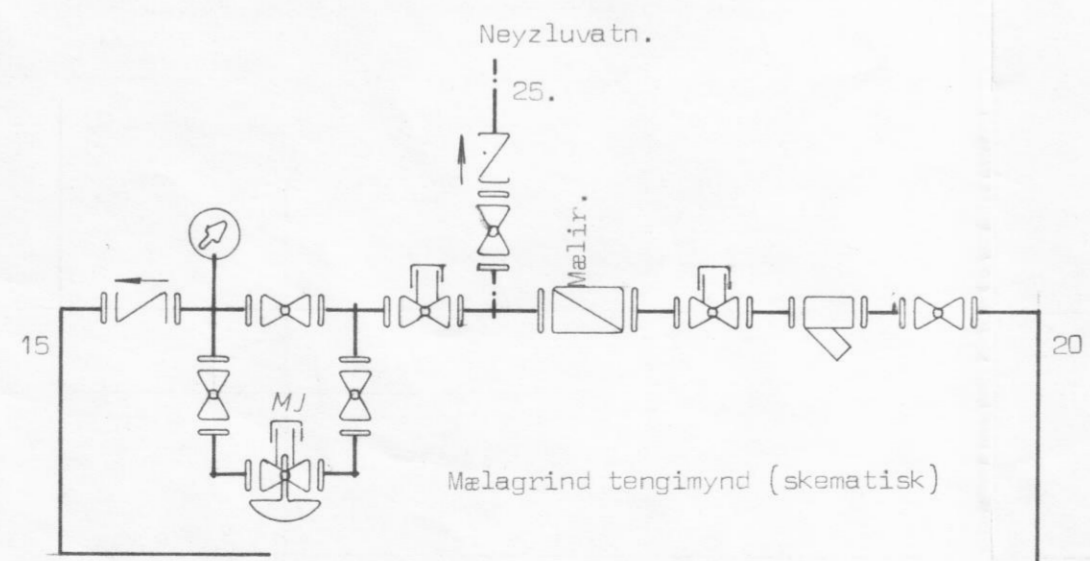 Neyzluvatn.
25.
Mælir.
15
20
MJ
Mælagrind tengimynd (skematisk)